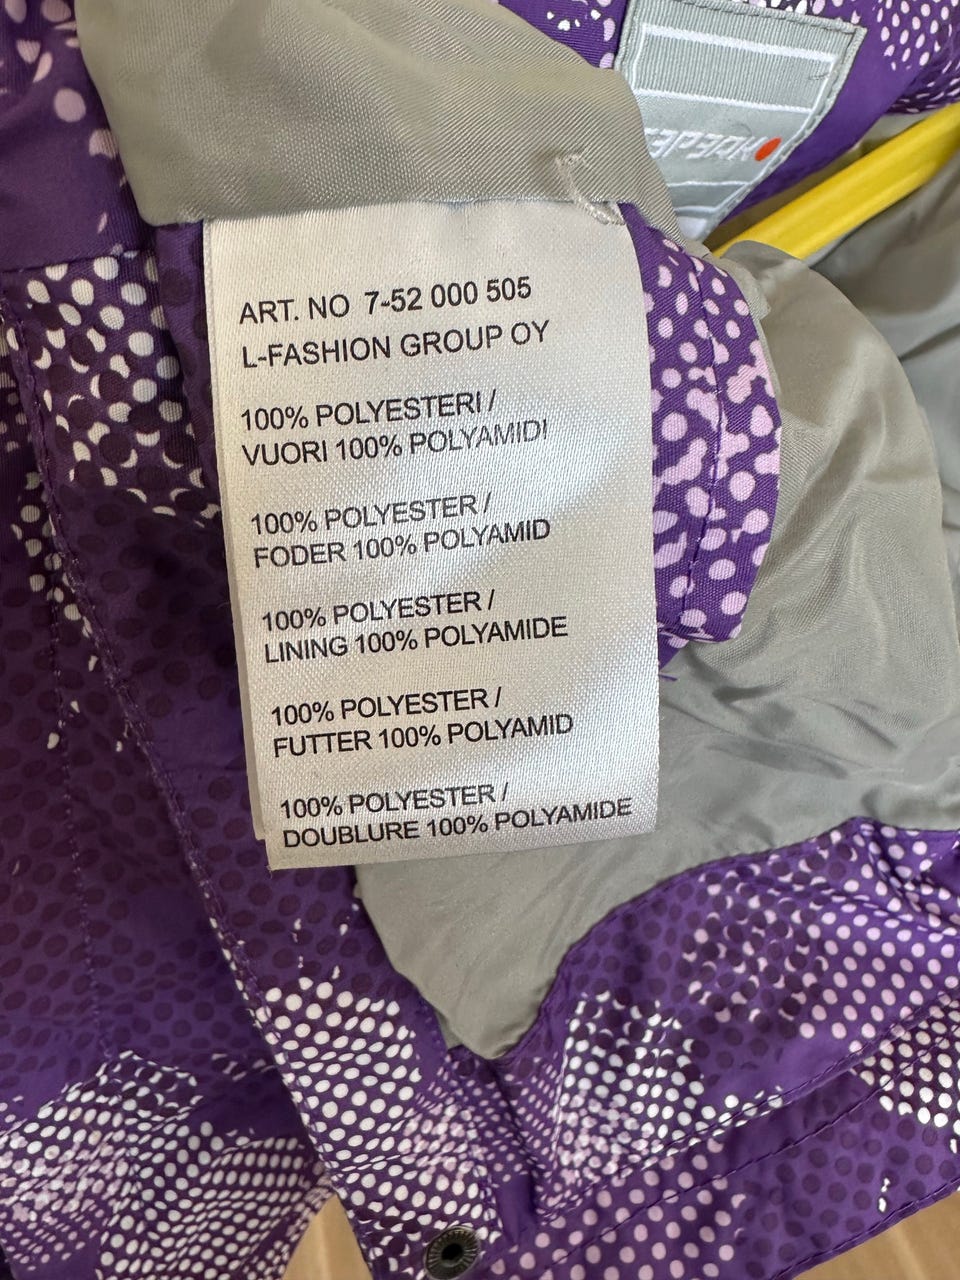 ART. NO 7-52 000 505
L-FASHION GROUP OY
100% POLYESTERI /
VUORI 100% POLYAMIDI
100% POLYESTER /
FODER 100% POLYAMID
100% POLYESTER /
LINING 100% POLYAMIDE
100% POLYESTER /
FUTTER 100% POLYAMID
100% POLYESTER /
DOUBLURE 100% POLYAMIDE